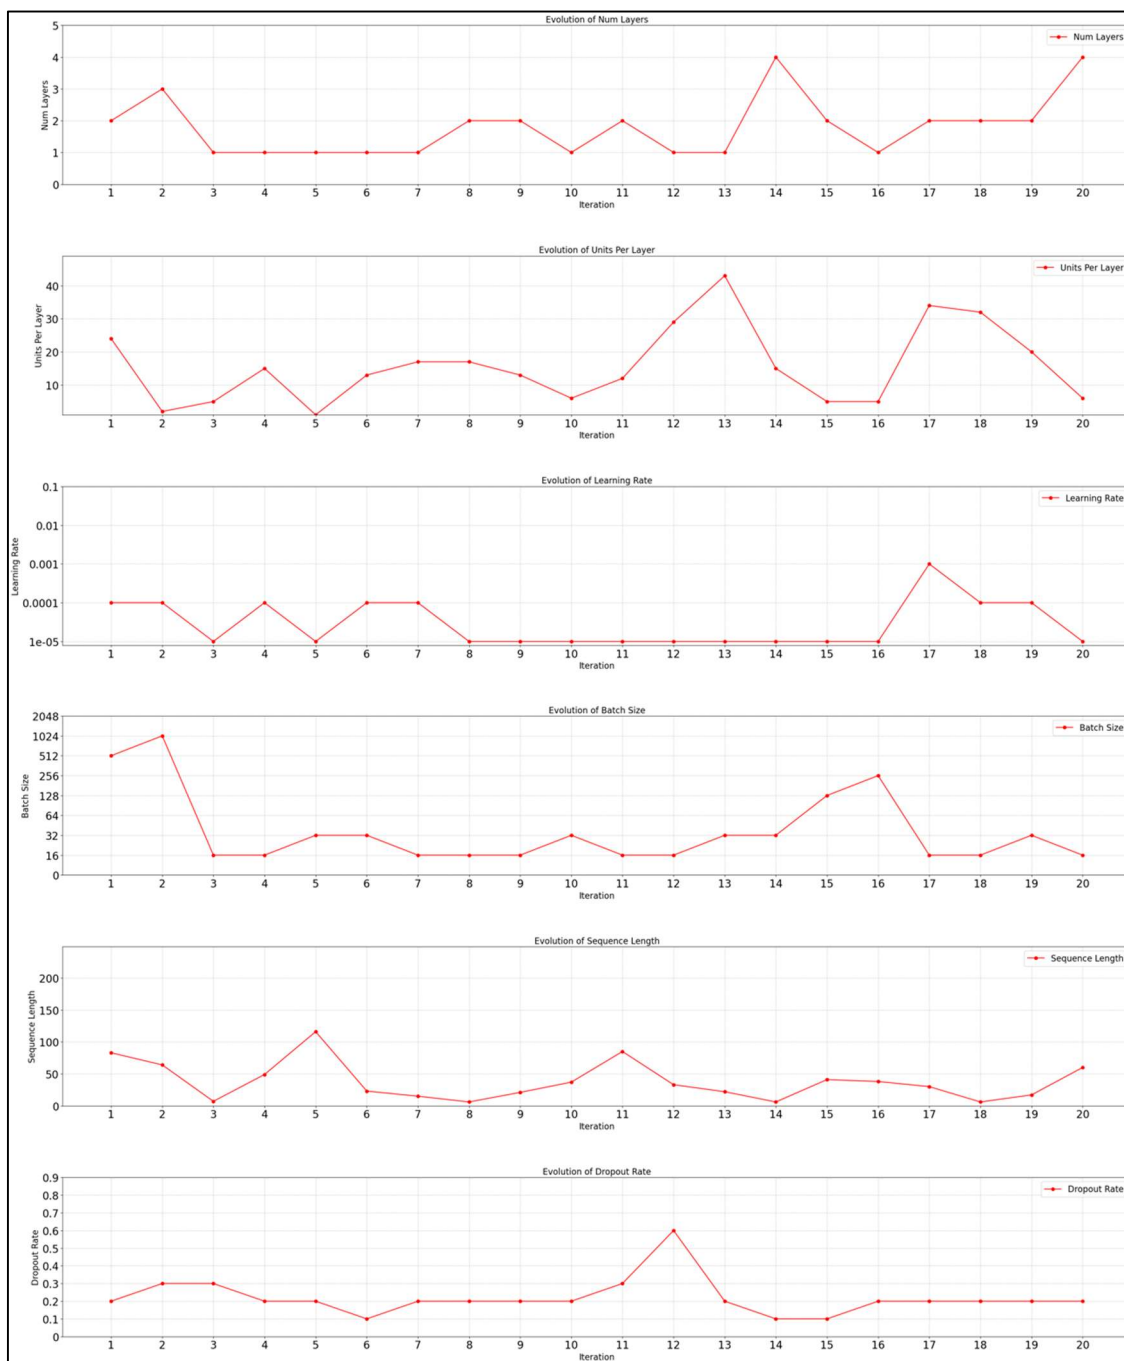 Evolution of Num Layers
5
4
3
2
1
0
Num Layers
Num Layers
1 2 3 4 5 6 7 8 9 10 11 12 13 14 15 16 17 18 19 20
Iteration
Evolution of Units Per Layer
40
30
20
10
Units Per Layer
Units Per Layer
1 2 3 4 5 6 7 8 9 10 11 12 13 14 15 16 17 18 19 20
Iteration
Evolution of Learning Rate
0.1
0.01
0.001
0.0001
1e-05
Learning Rate
Learning Rate
1 2 3 4 5 6 7 8 9 10 11 12 13 14 15 16 17 18 19 20
Iteration
Evolution of Batch Size
2048
1024
512
256
128
64
32
16
0
Batch Size
Batch Size
1 2 3 4 5 6 7 8 9 10 11 12 13 14 15 16 17 18 19 20
Iteration
Evolution of Sequence Length
200
150
100
50
0
Sequence Length
Sequence Length
1 2 3 4 5 6 7 8 9 10 11 12 13 14 15 16 17 18 19 20
Iteration
Evolution of Dropout Rate
0.9
0.8
0.7
0.6
0.5
0.4
0.3
0.2
0.1
0
Dropout Rate
Dropout Rate
1 2 3 4 5 6 7 8 9 10 11 12 13 14 15 16 17 18 19 20
Iteration